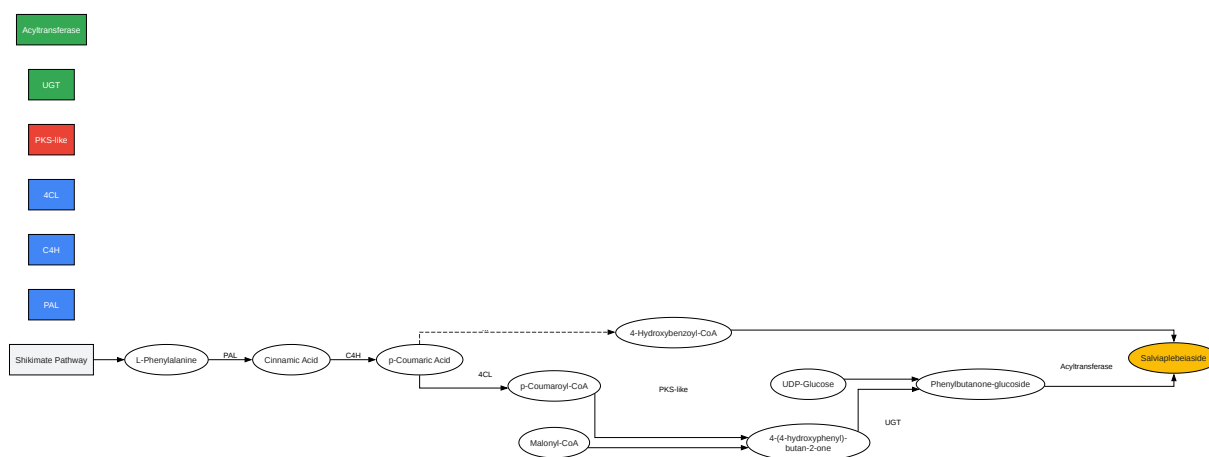 Acyltransferase
UGT
PKS-like
4CL
C4H
PAL
Shikimate Pathway
L-Phenylalanine
PAL
Cinnamic Acid
C4H
p-Coumaric Acid
...
4-Hydroxybenzoyl-CoA
4CL
p-Coumaroyl-CoA
PKS-like
Malonyl-CoA
4-(4-hydroxyphenyl)-
butan-2-one
UDP-Glucose
UGT
Phenylbutanone-glucoside
Acyltransferase
Salviaplebeiaside